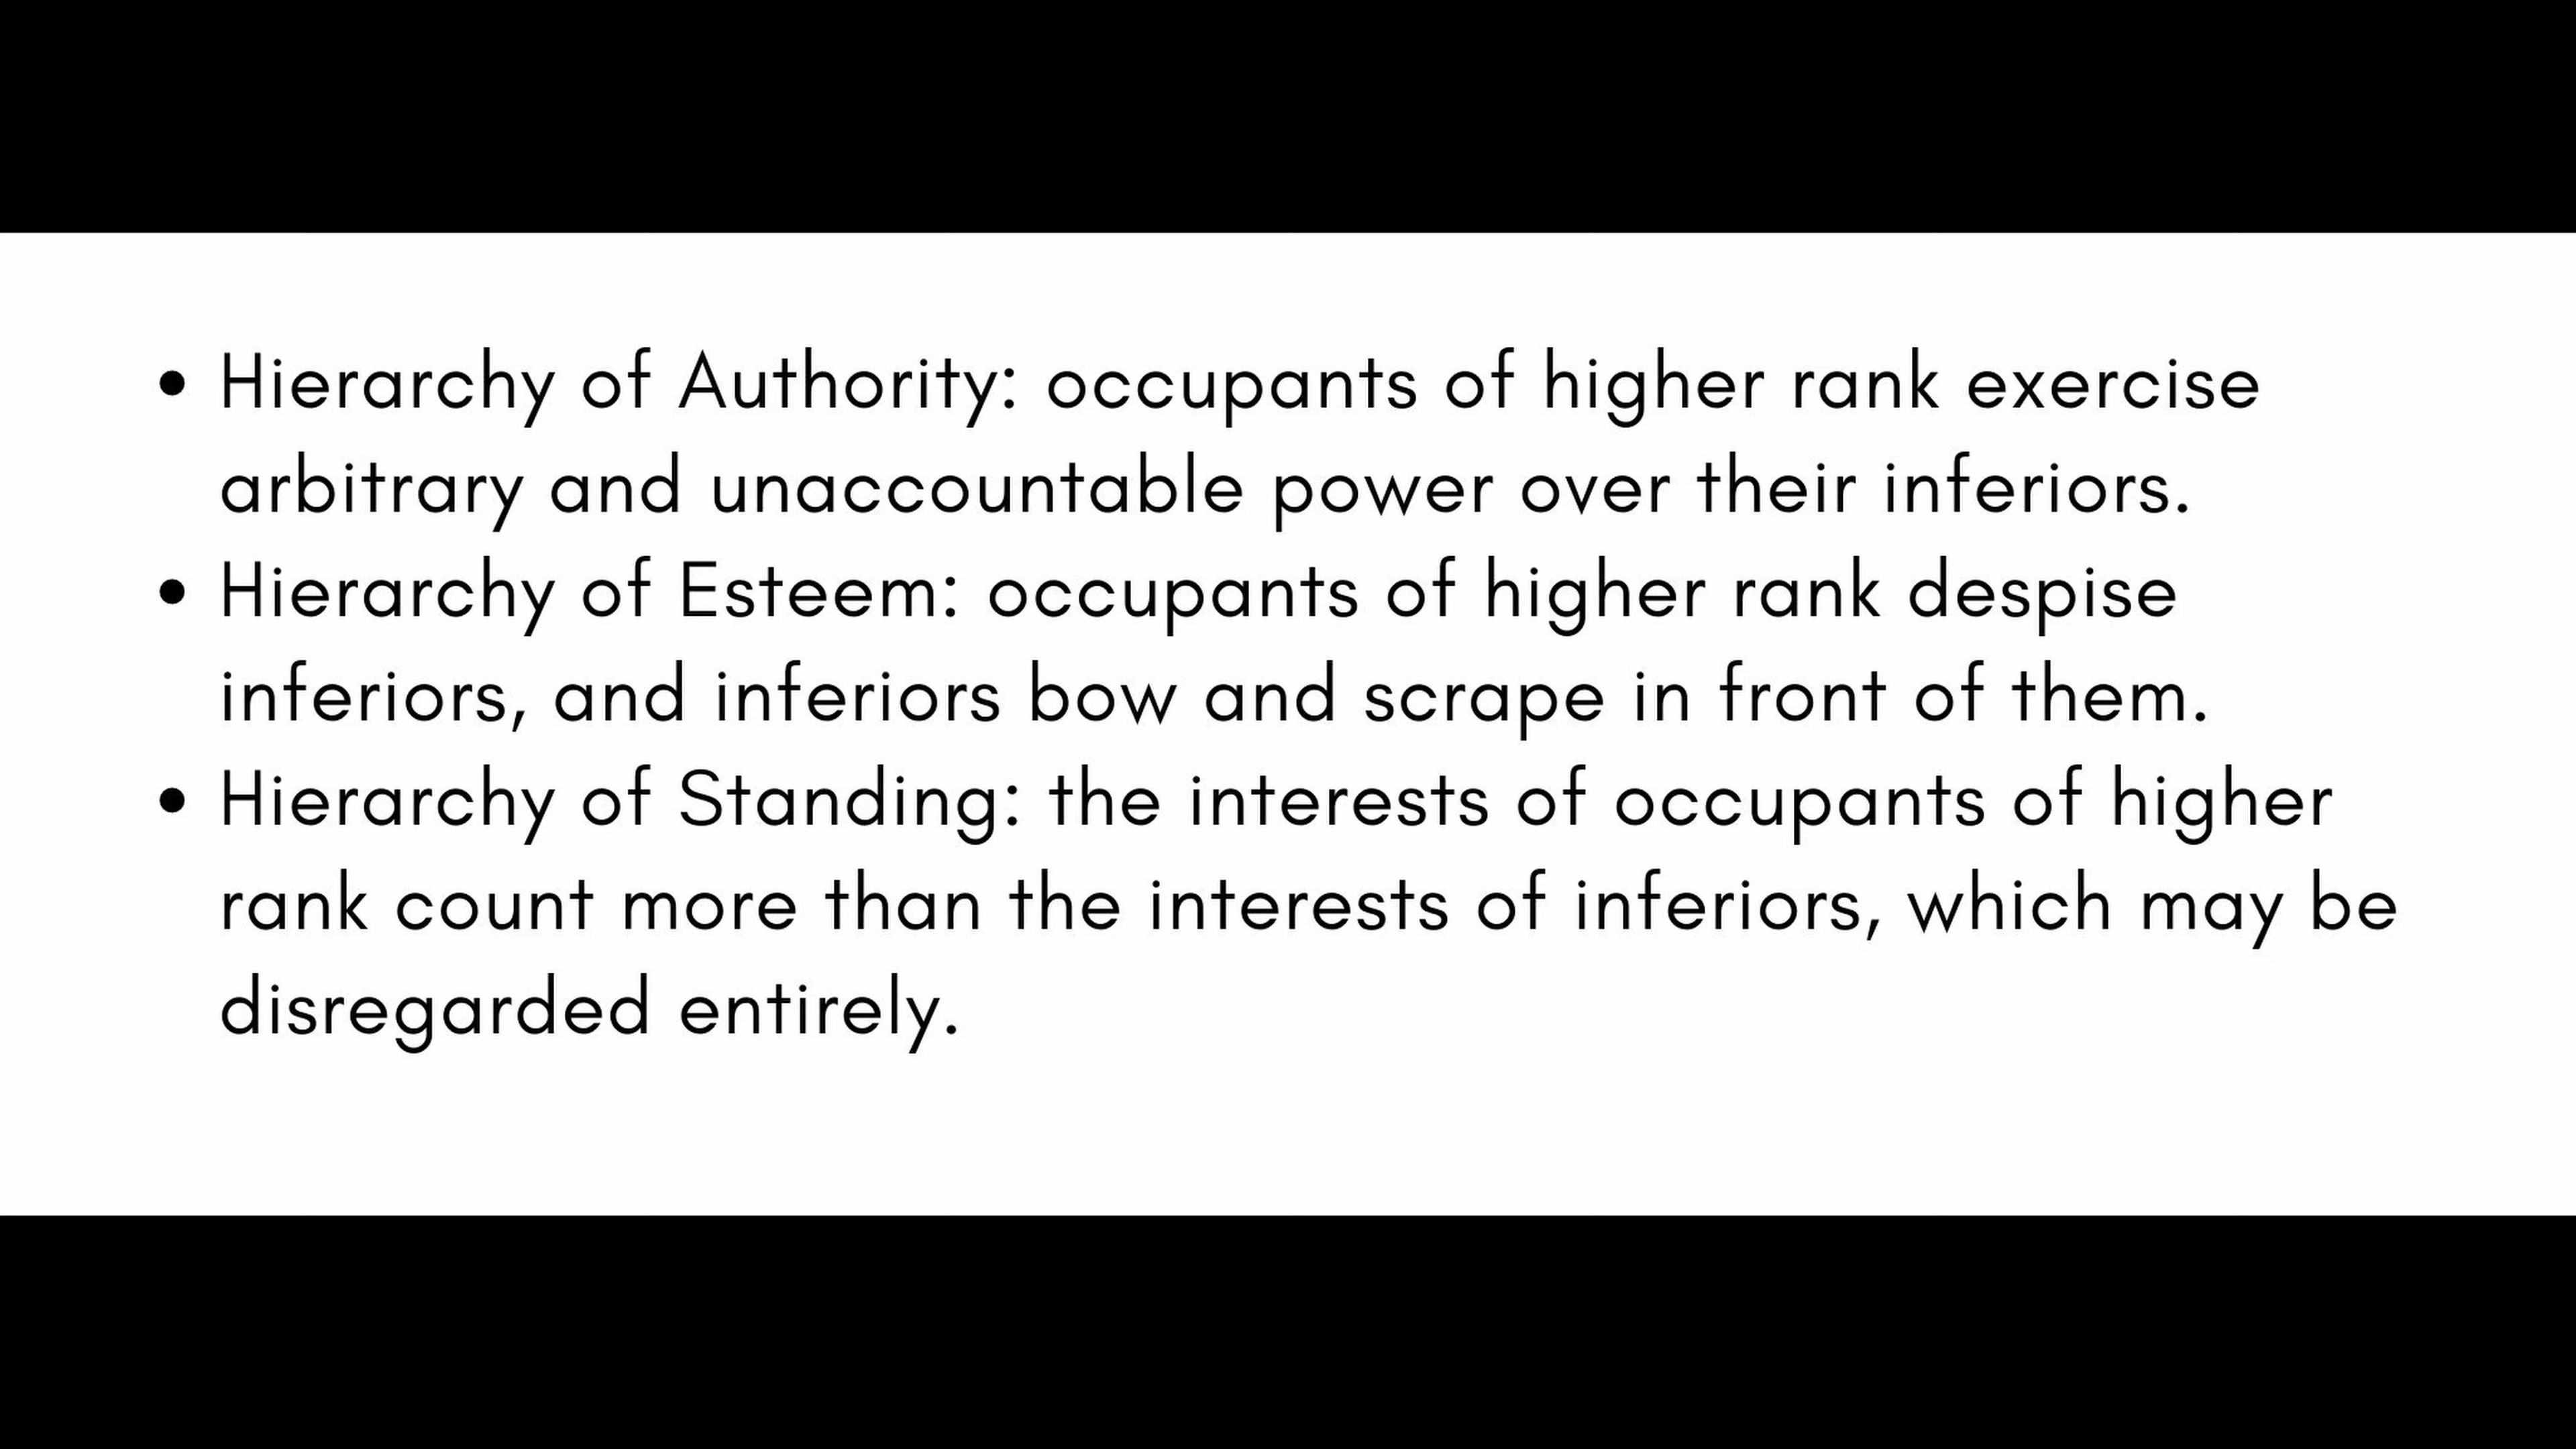 • Hierarchy of Authority: occupants of higher rank exercise
arbitrary and unaccountable power over their inferiors.
• Hierarchy of Esteem: occupants of higher rank despise
inferiors, and inferiors bow and scrape in front of them.
• Hierarchy of Standing: the interests of occupants of higher
rank count more than the interests of inferiors, which may be
disregarded entirely.